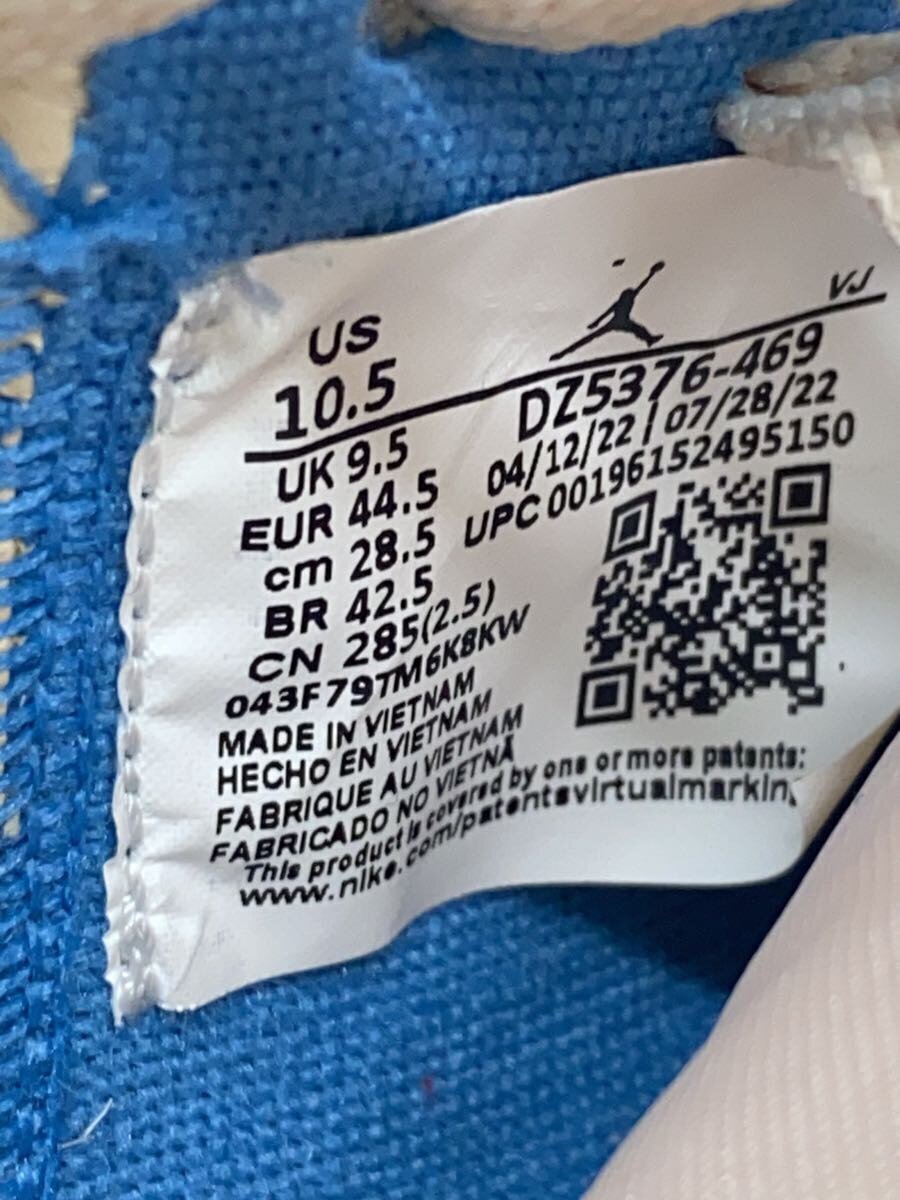 US
10.5
VJ
DZ5376-469
04/12/22 | 07/28/22
UPC 00196152495150
UK 9.5
EUR 44.5
cm 28.5
BR 42.5
CN 285(2.5)
043F79TM6K8KW
MADE IN VIETNAM
HECHO EN VIETNAM
FABRIQUE AU VIETNAM
FABRICADO NO VIETNÃ
This product is covered by one or more patents:
www.nike.com/patentsvirtualmarkin